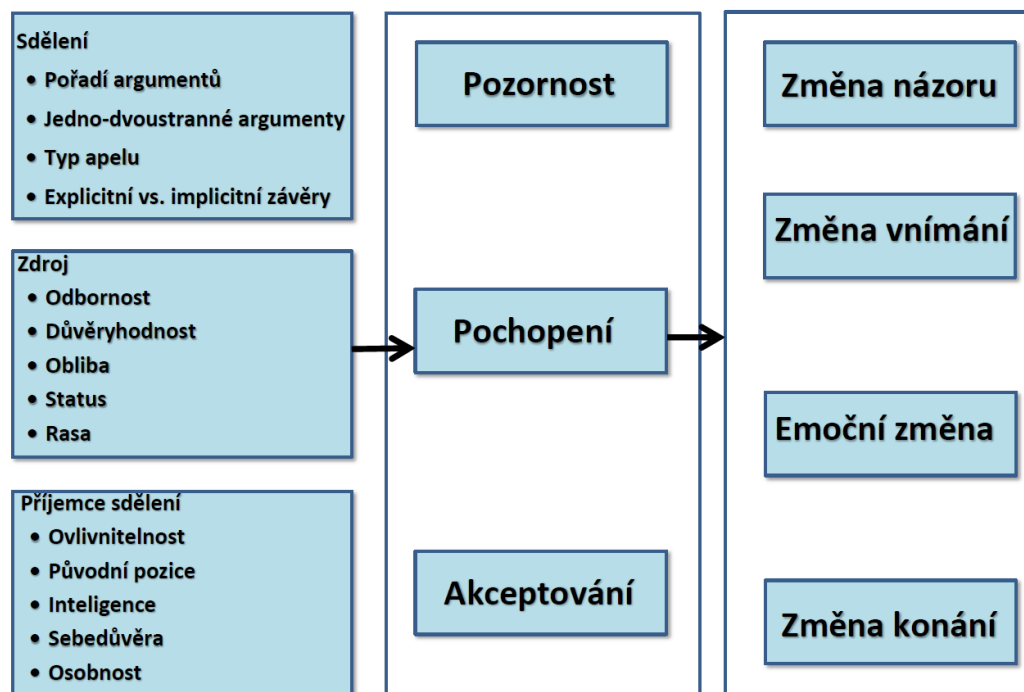 Sdělení
• Pořadí argumentů
• Jedno-dvoustranné argumenty
• Typ apelu
• Explicitní vs. implicitní závěry
Zdroj
• Odbornost
• Důvěryhodnost
• Obliba
• Status
• Rasa
Příjemce sdělení
• Ovlivnitelnost
• Původní pozice
• Inteligence
• Sebedůvěra
• Osobnost
Pozornost
Pochopení
Akceptování
Změna názoru
Změna vnímání
Emoční změna
Změna konání